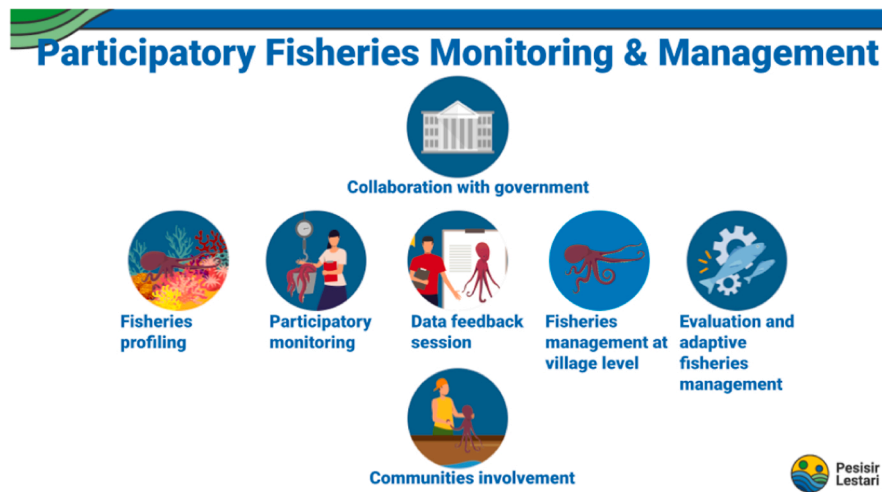 Participatory Fisheries Monitoring & Management
Collaboration with government
Fisheries
profiling
Participatory
monitoring
Data feedback
session
Fisheries
management at
village level
Evaluation and
adaptive
fisheries
management
Communities involvement
Pesisir
Lestari